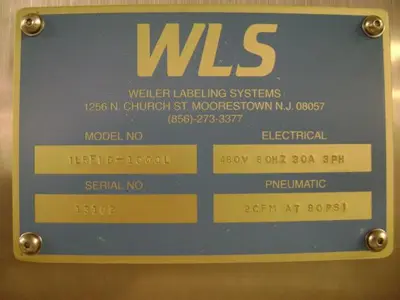 WLS
WEILER LABELING SYSTEMS
1256 N. CHURCH ST. MOORESTOWN N.J. 08057
(856)-273-3377
MODEL NO
ELECTRICAL
480V 60HZ 30A 3PH
SERIAL NO
PNEUMATIC
2CFM AT 90PSI